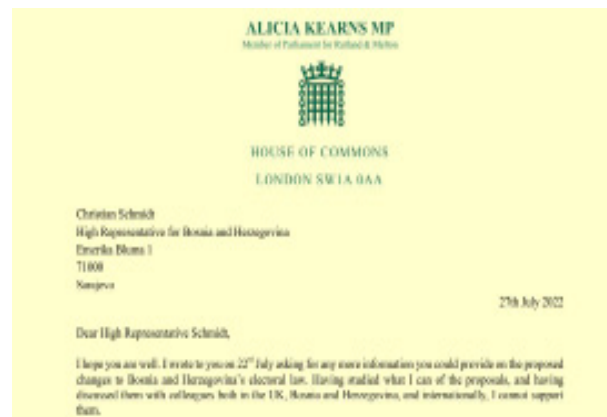 ALICIA KEARNS MP
Member of Parliament for Rutland & Melton
HOUSE OF COMMONS
LONDON SW1A 0AA
Christian Schmidt
High Representative for Bosnia and Herzegovina
Emerika Bluma 1
71000
Sarajevo
27th July 2022
Dear High Representative Schmidt,
I hope you are well. I wrote to you on 22nd July asking for any more information you could provide on the proposed
changes to Bosnia and Herzegovina's electoral law. Having studied what I can of the proposals, and having
discussed them with colleagues both in the UK, Bosnia and Herzegovina, and internationally, I cannot support
them.